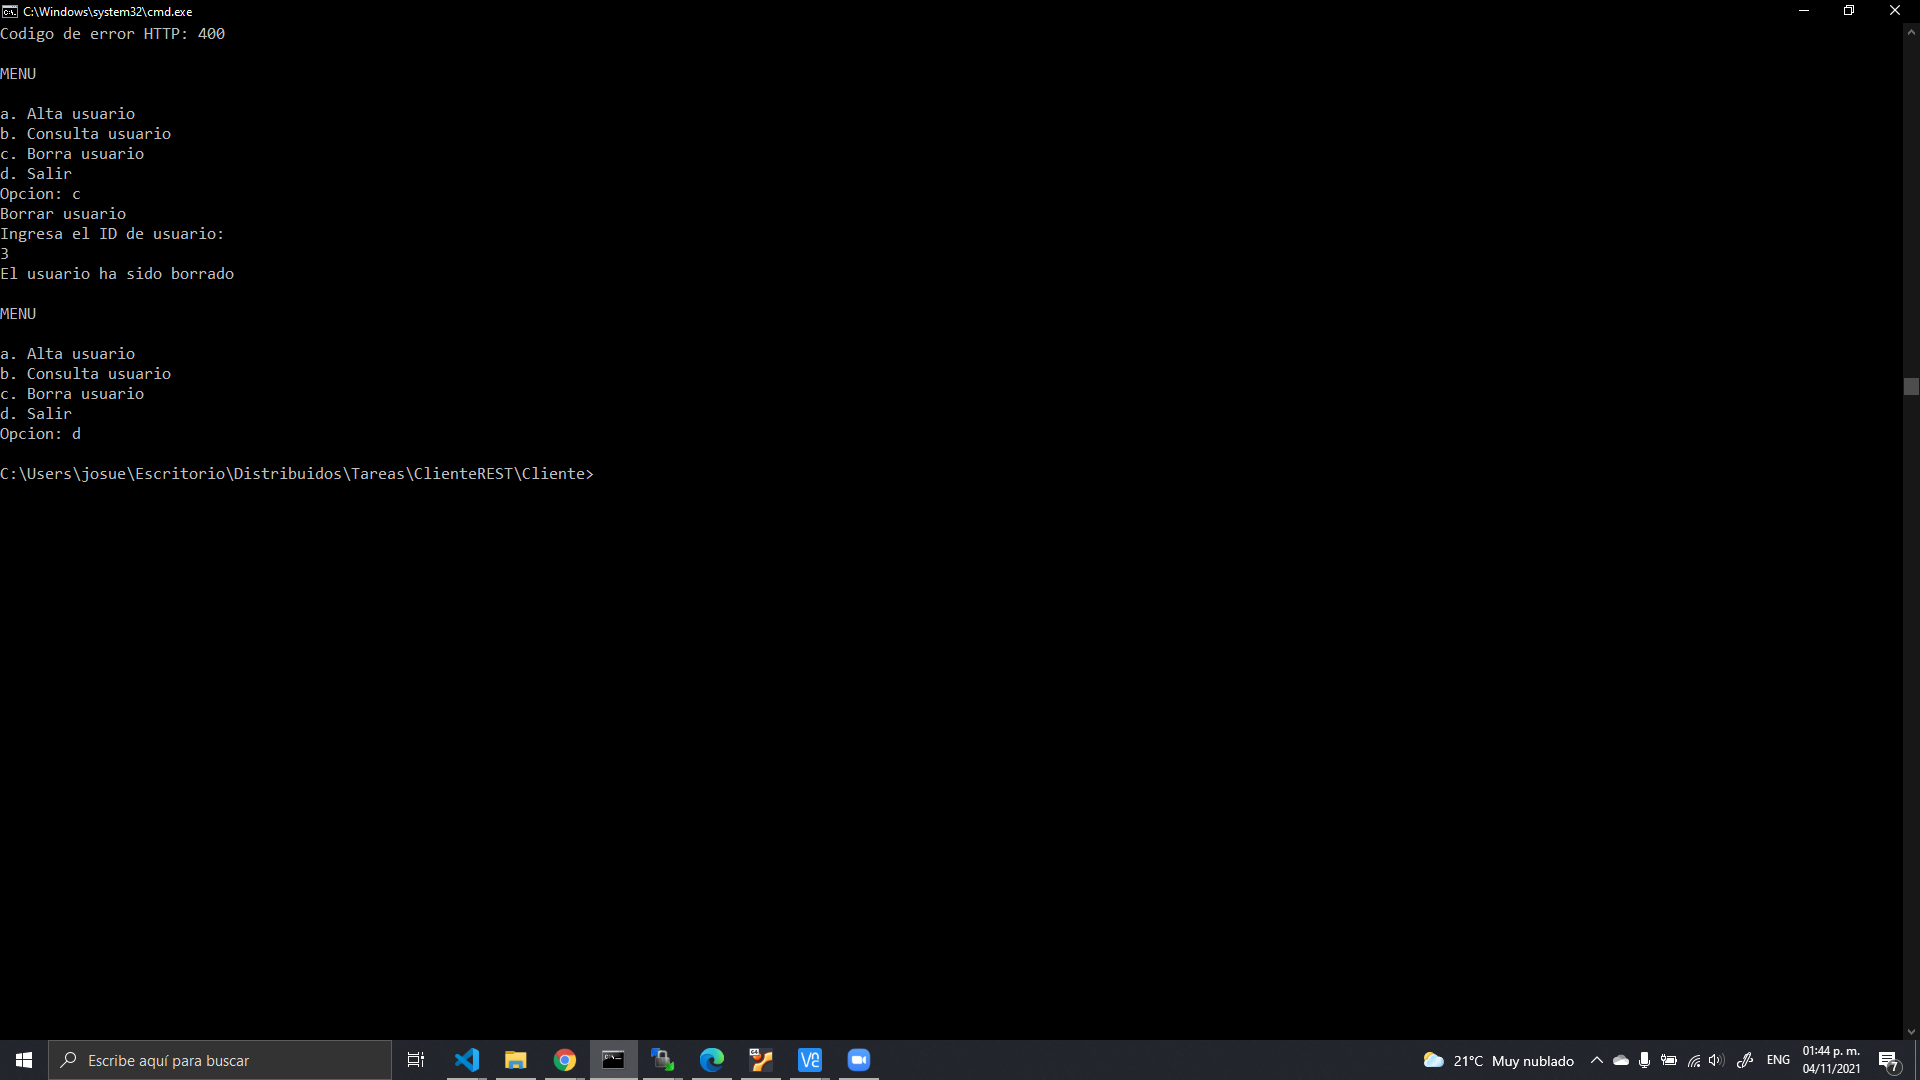 C:\Windows\system32\cmd.exe
Codigo de error HTTP: 400
MENU
a. Alta usuario
b. Consulta usuario
c. Borra usuario
d. Salir
Opcion: c
Borrar usuario
Ingresa el ID de usuario:
3
El usuario ha sido borrado
MENU
a. Alta usuario
b. Consulta usuario
c. Borra usuario
d. Salir
Opcion: d
C:\Users\josue\Escritorio\Distribuidos\Tareas\ClienteREST\Cliente>
Escribe aquí para buscar
21°C Muy nublado
ENG
01:44 p. m.
04/11/2021
7